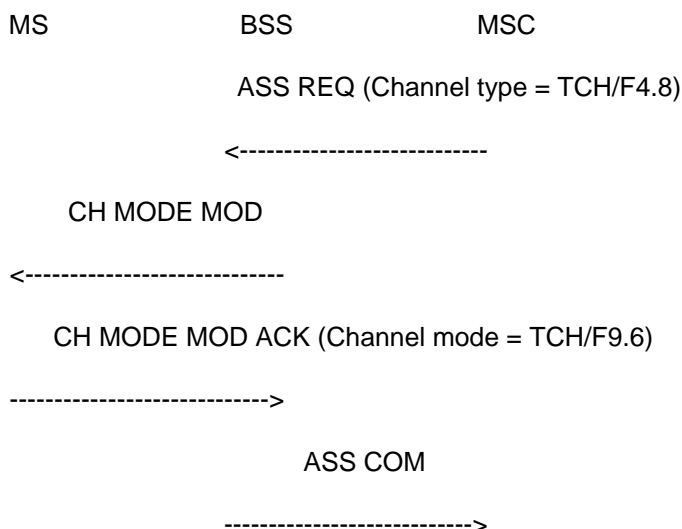 MS BSS MSC
ASS REQ (Channel type = TCH/F4.8)
<----------------------------
CH MODE MOD
<-----------------------------
CH MODE MOD ACK (Channel mode = TCH/F9.6)
----------------------------->
ASS COM
---------------------------->